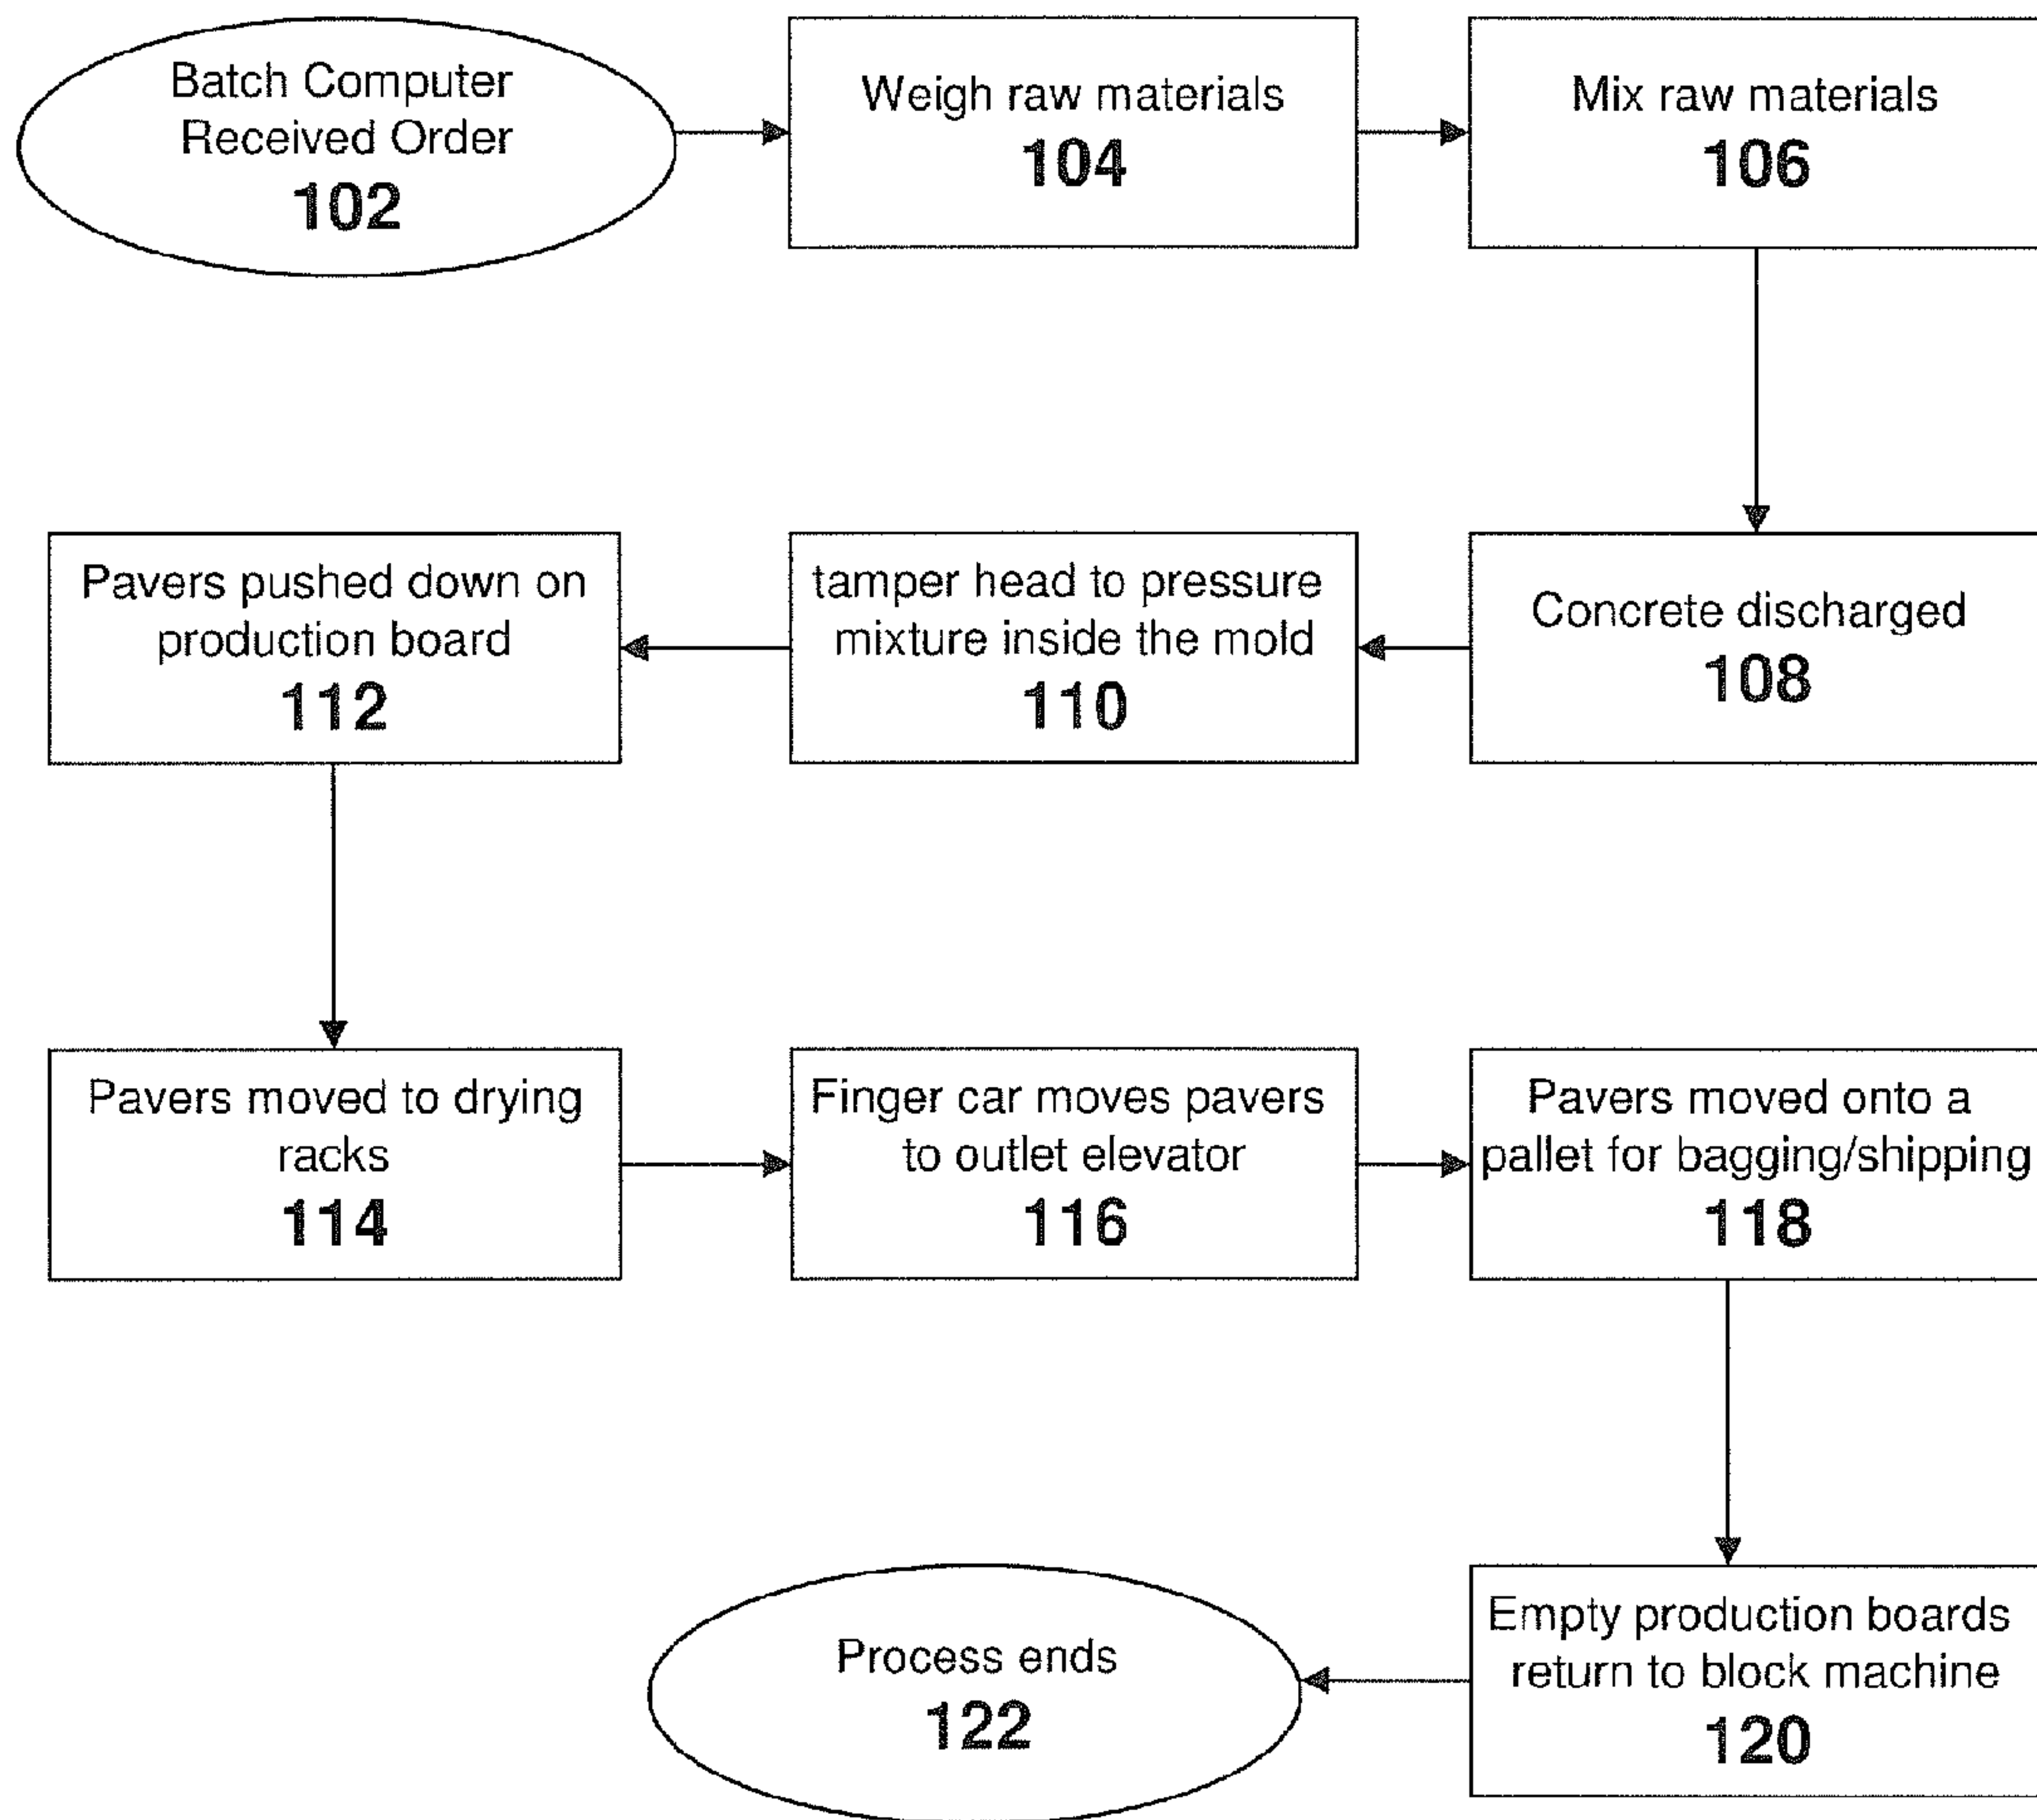 Batch Computer
Received Order
102
Weigh raw materials
104
Mix raw materials
106
Concrete discharged
108
tamper head to pressure
mixture inside the mold
110
Pavers pushed down on
production board
112
Pavers moved to drying
racks
114
Finger car moves pavers
to outlet elevator
116
Pavers moved onto a
pallet for bagging/shipping
118
Empty production boards
return to block machine
120
Process ends
122